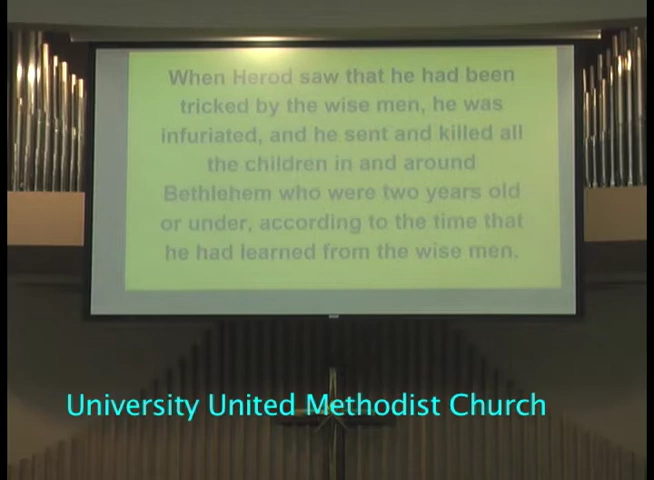 When Herod saw that he had been
tricked by the wise men, he was
infuriated, and he sent and killed all
the children in and around
Bethlehem who were two years old
or under, according to the time that
he had learned from the wise men.
University United Methodist Church